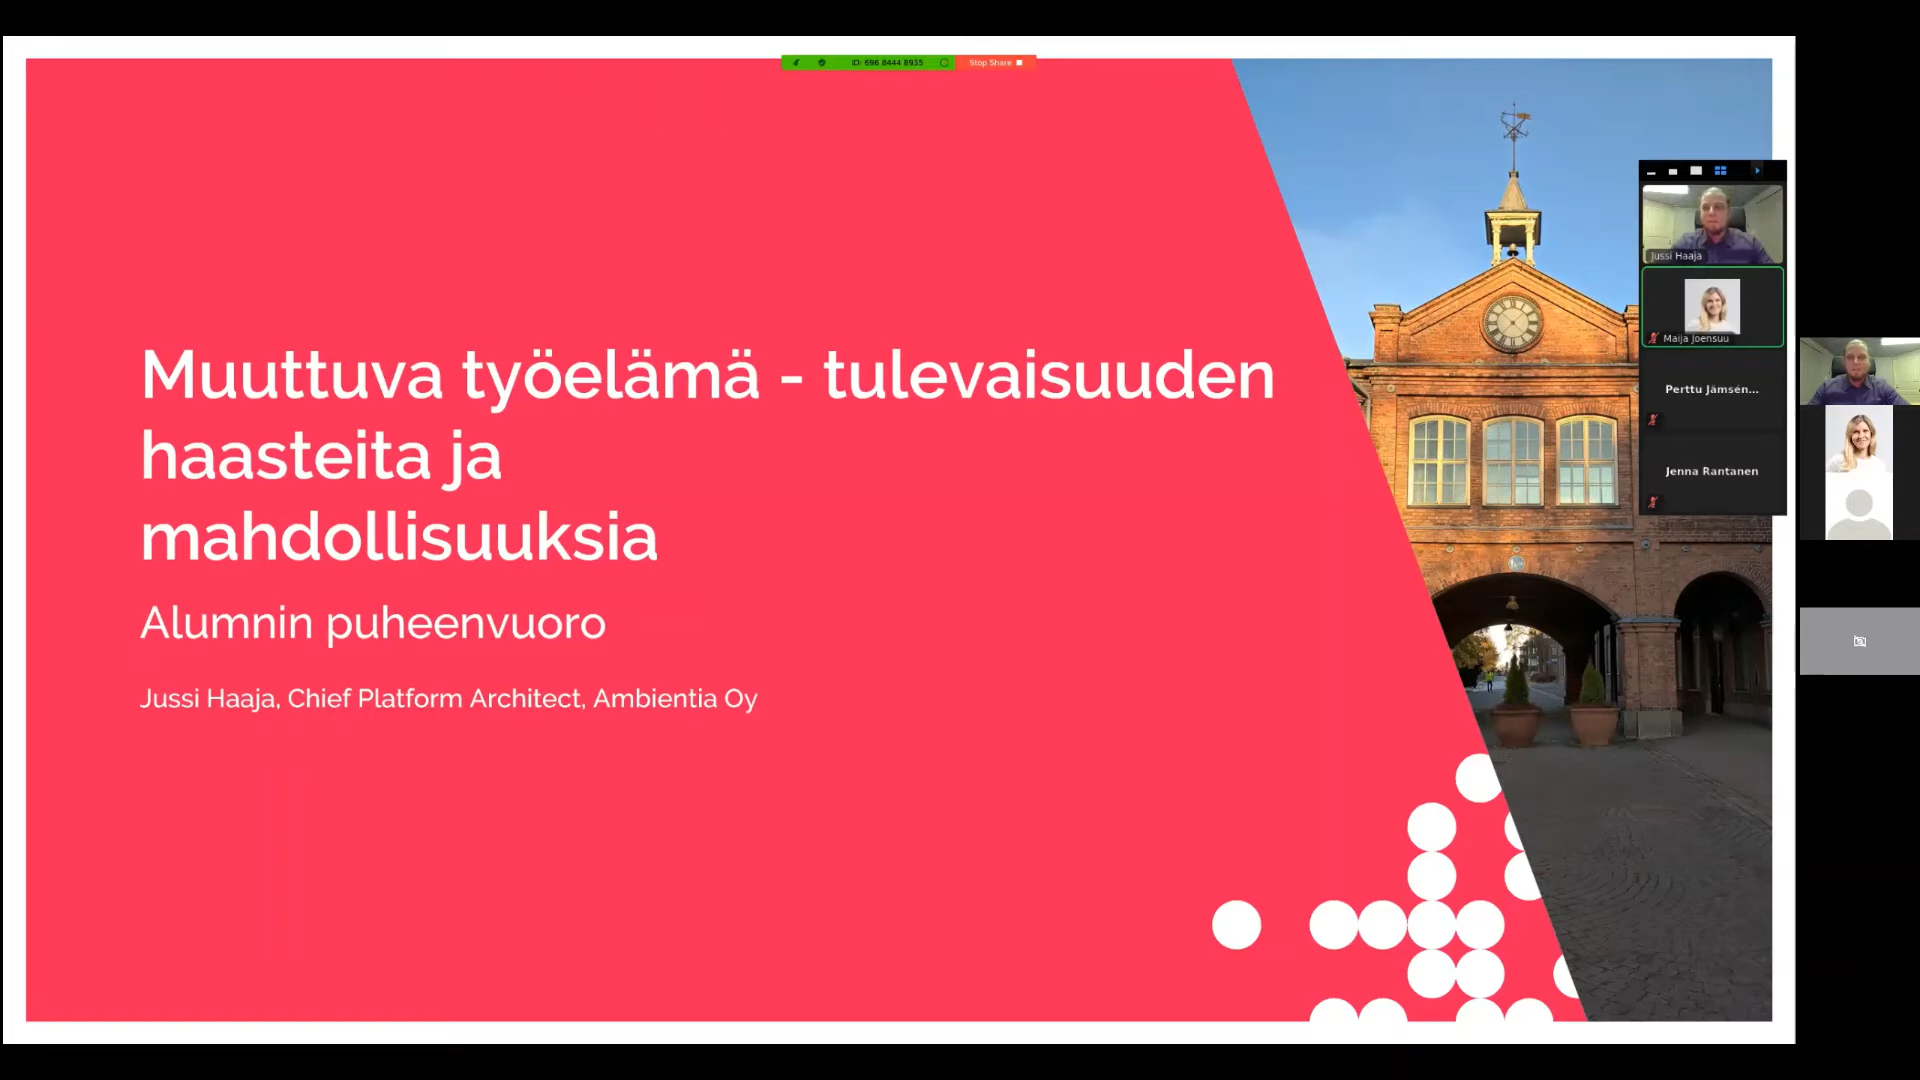 ID: 696 8444 8935
Stop Share
Muuttuva työelämä - tulevaisuuden
haasteita ja
mahdollisuuksia
Alumnin puheenvuoro
Jussi Haaja, Chief Platform Architect, Ambientia Oy
Jussi Haaja
Maija Joensuu
Perttu Jämsén...
Jenna Rantanen